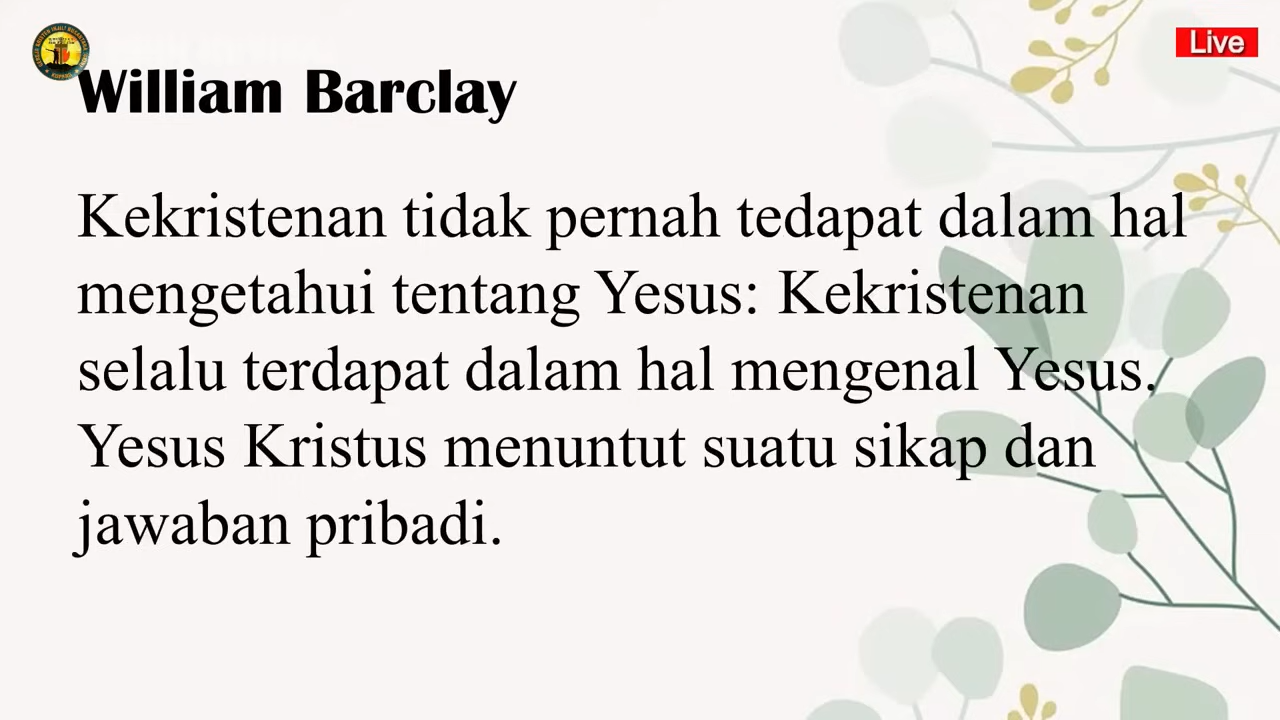 Live
William Barclay
Kekristenan tidak pernah tedapat dalam hal
mengetahui tentang Yesus: Kekristenan
selalu terdapat dalam hal mengenal Yesus.
Yesus Kristus menuntut suatu sikap dan
jawaban pribadi.